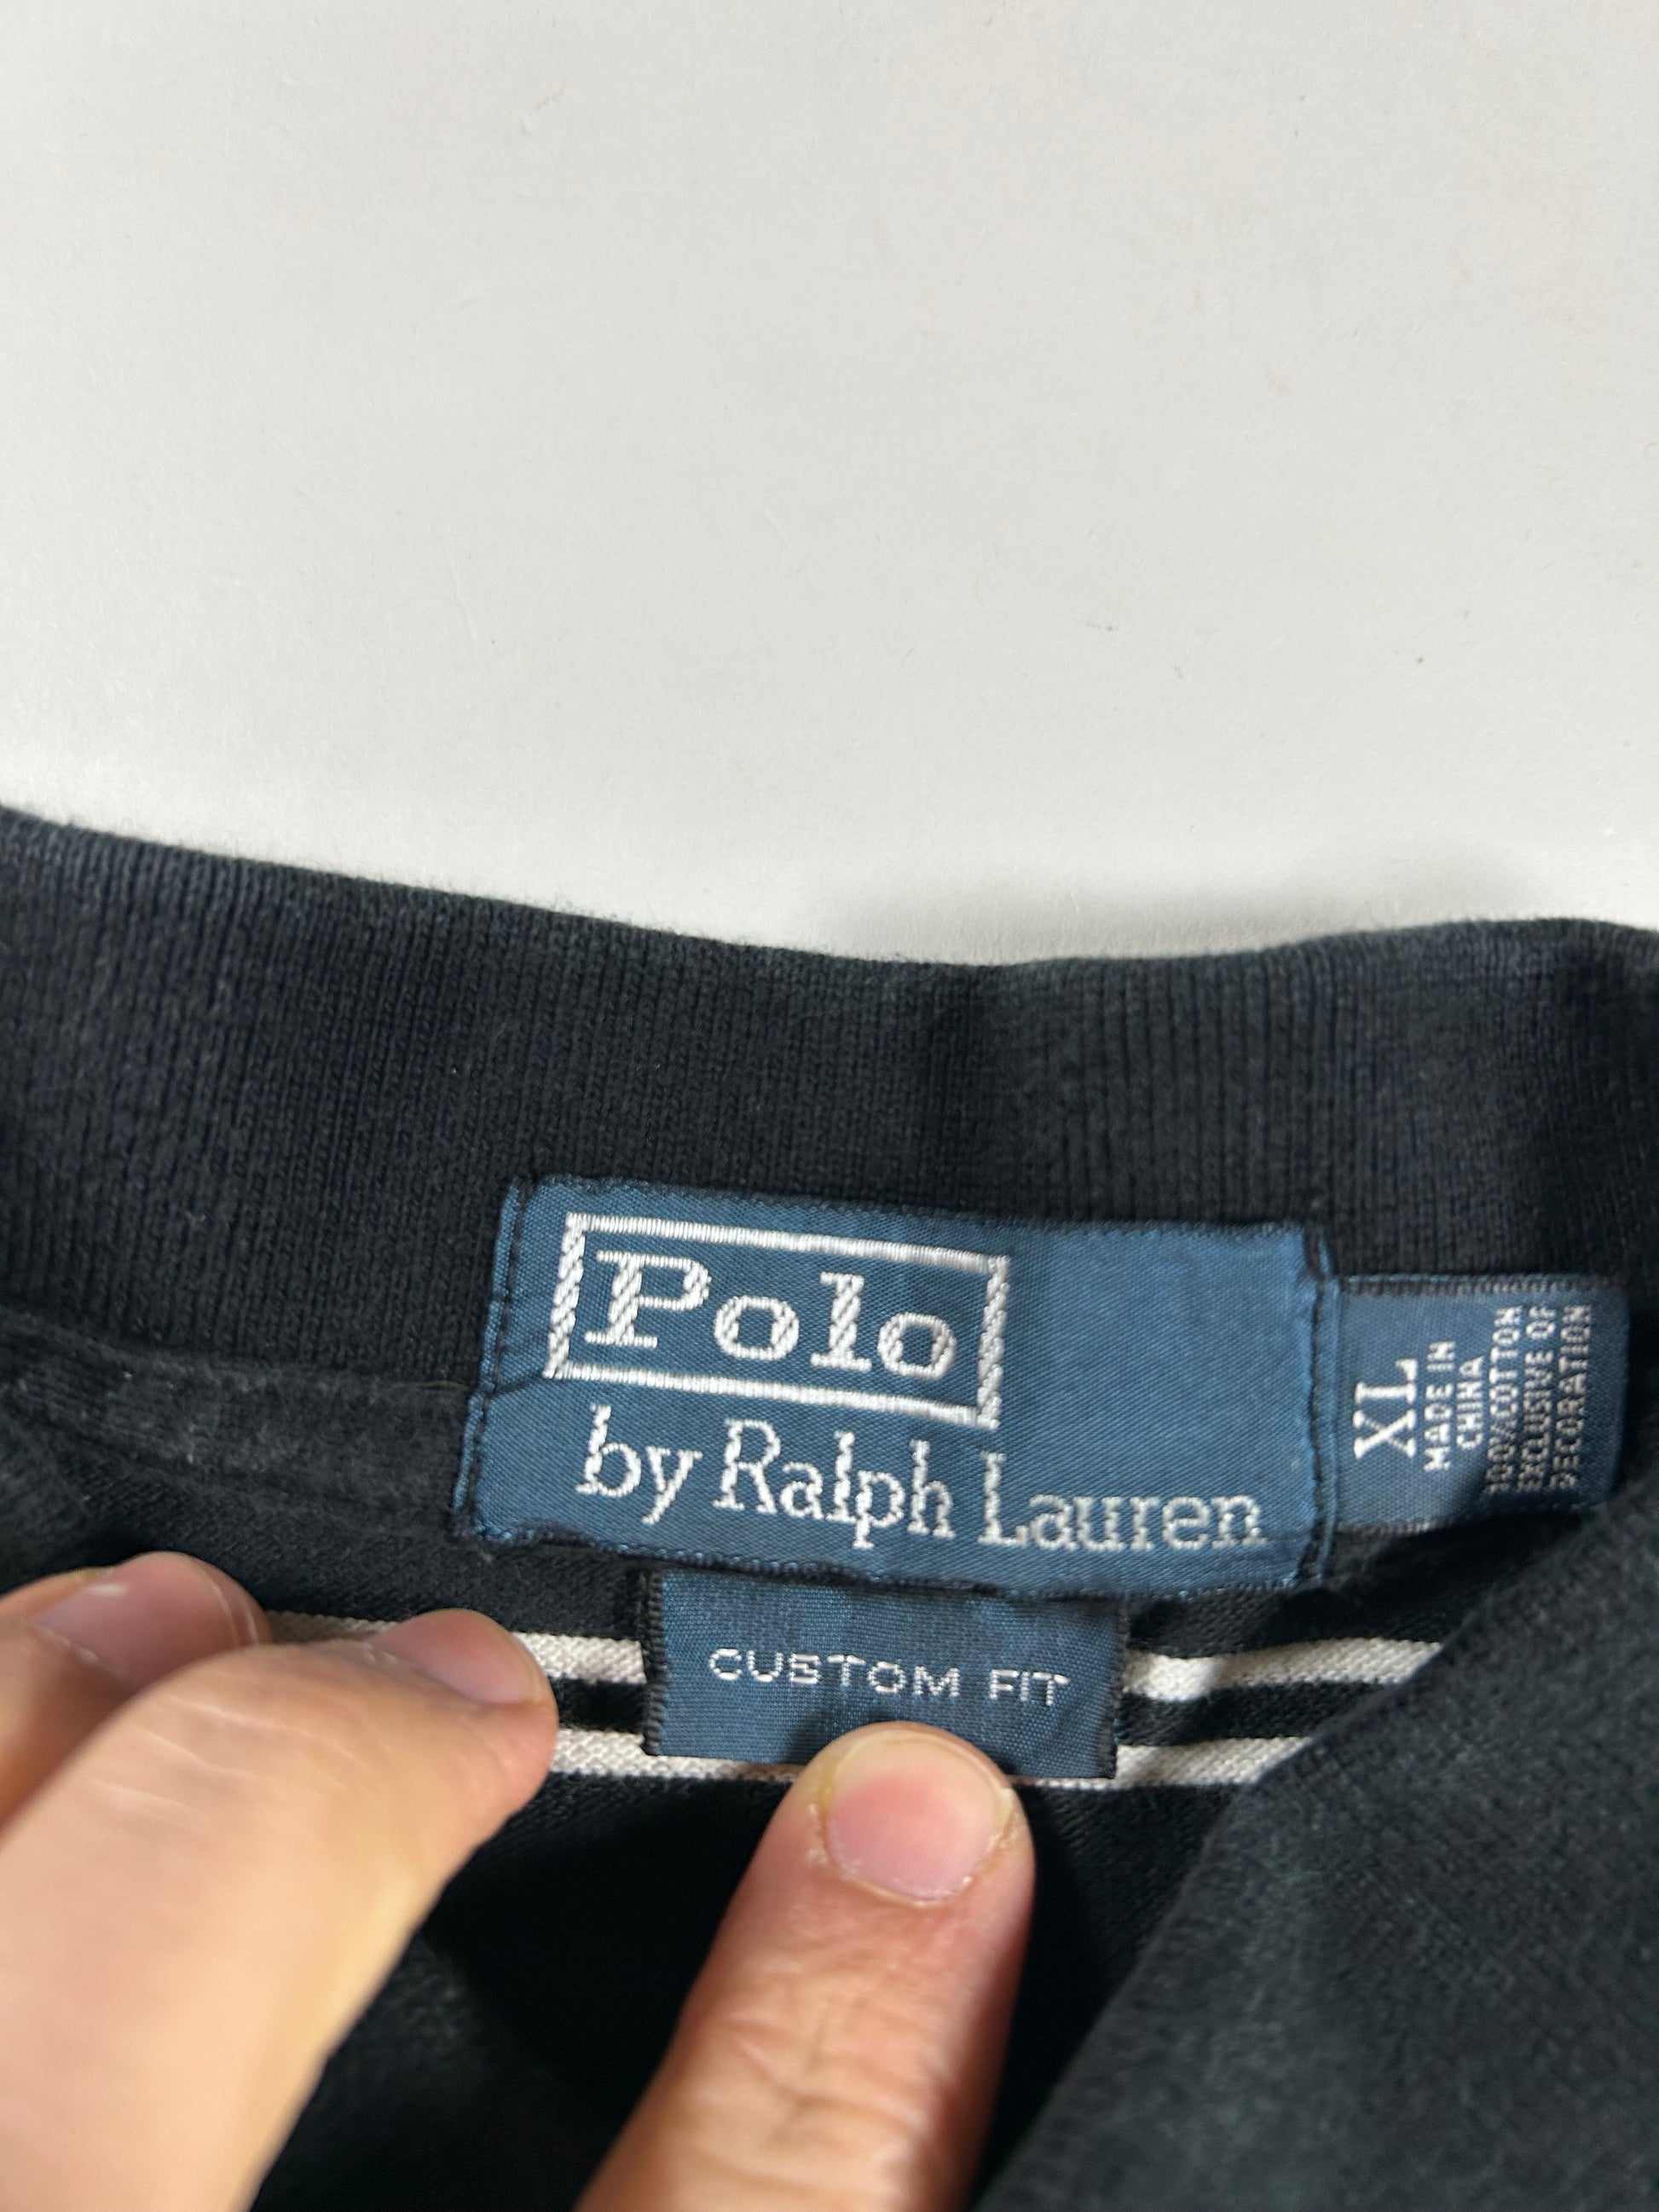 Polo
by Ralph Lauren
CUSTOM FIT
XL
MADE IN
CHINA
100%COTTON
EXCLUSIVE OF
DECORATION